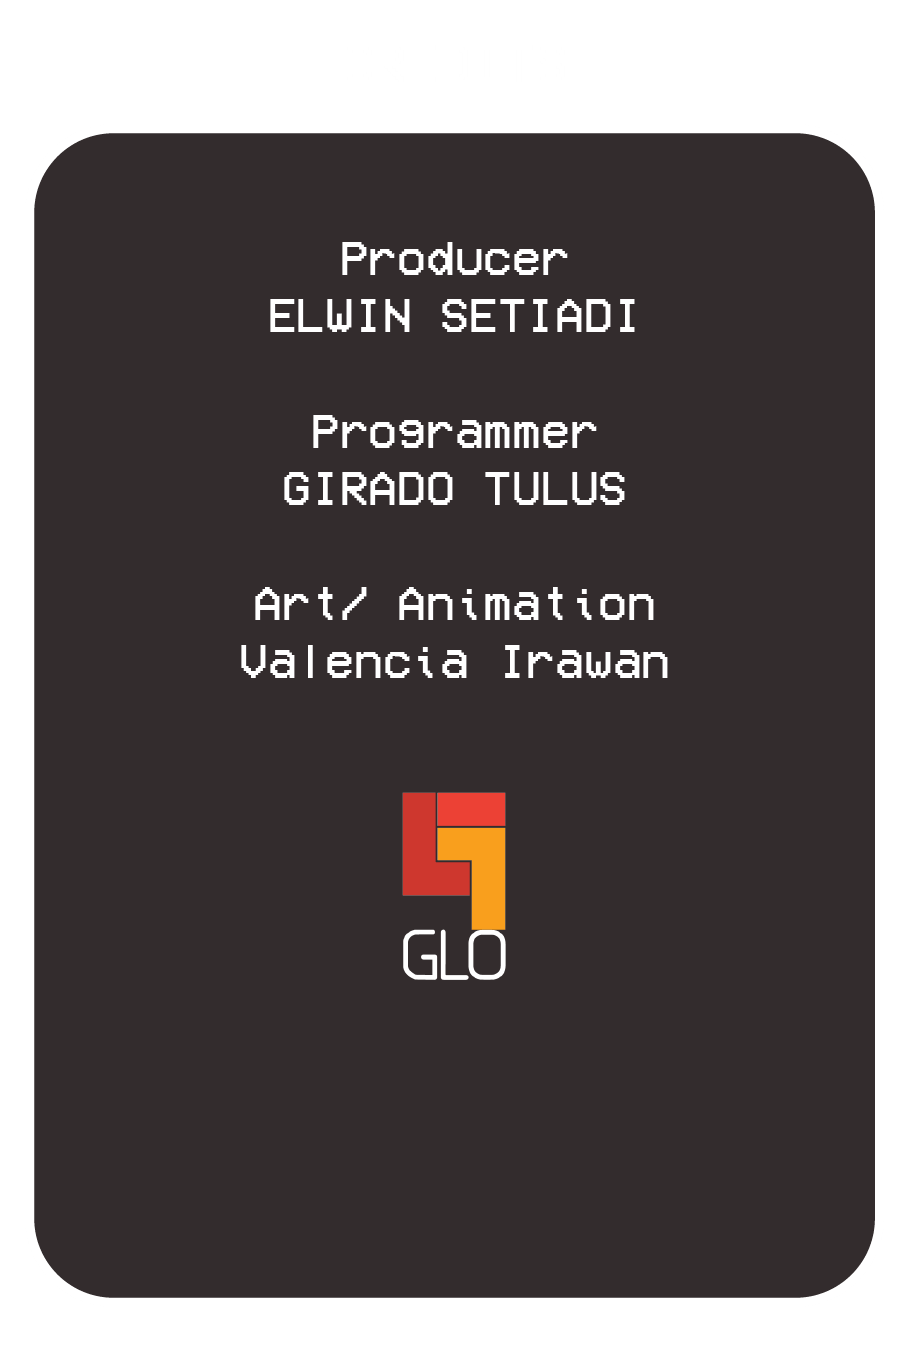 Producer
ELWIN SETIADI
Programmer
GIRADO TULUS
Art/ Animation
Valencia Irawan
GLO